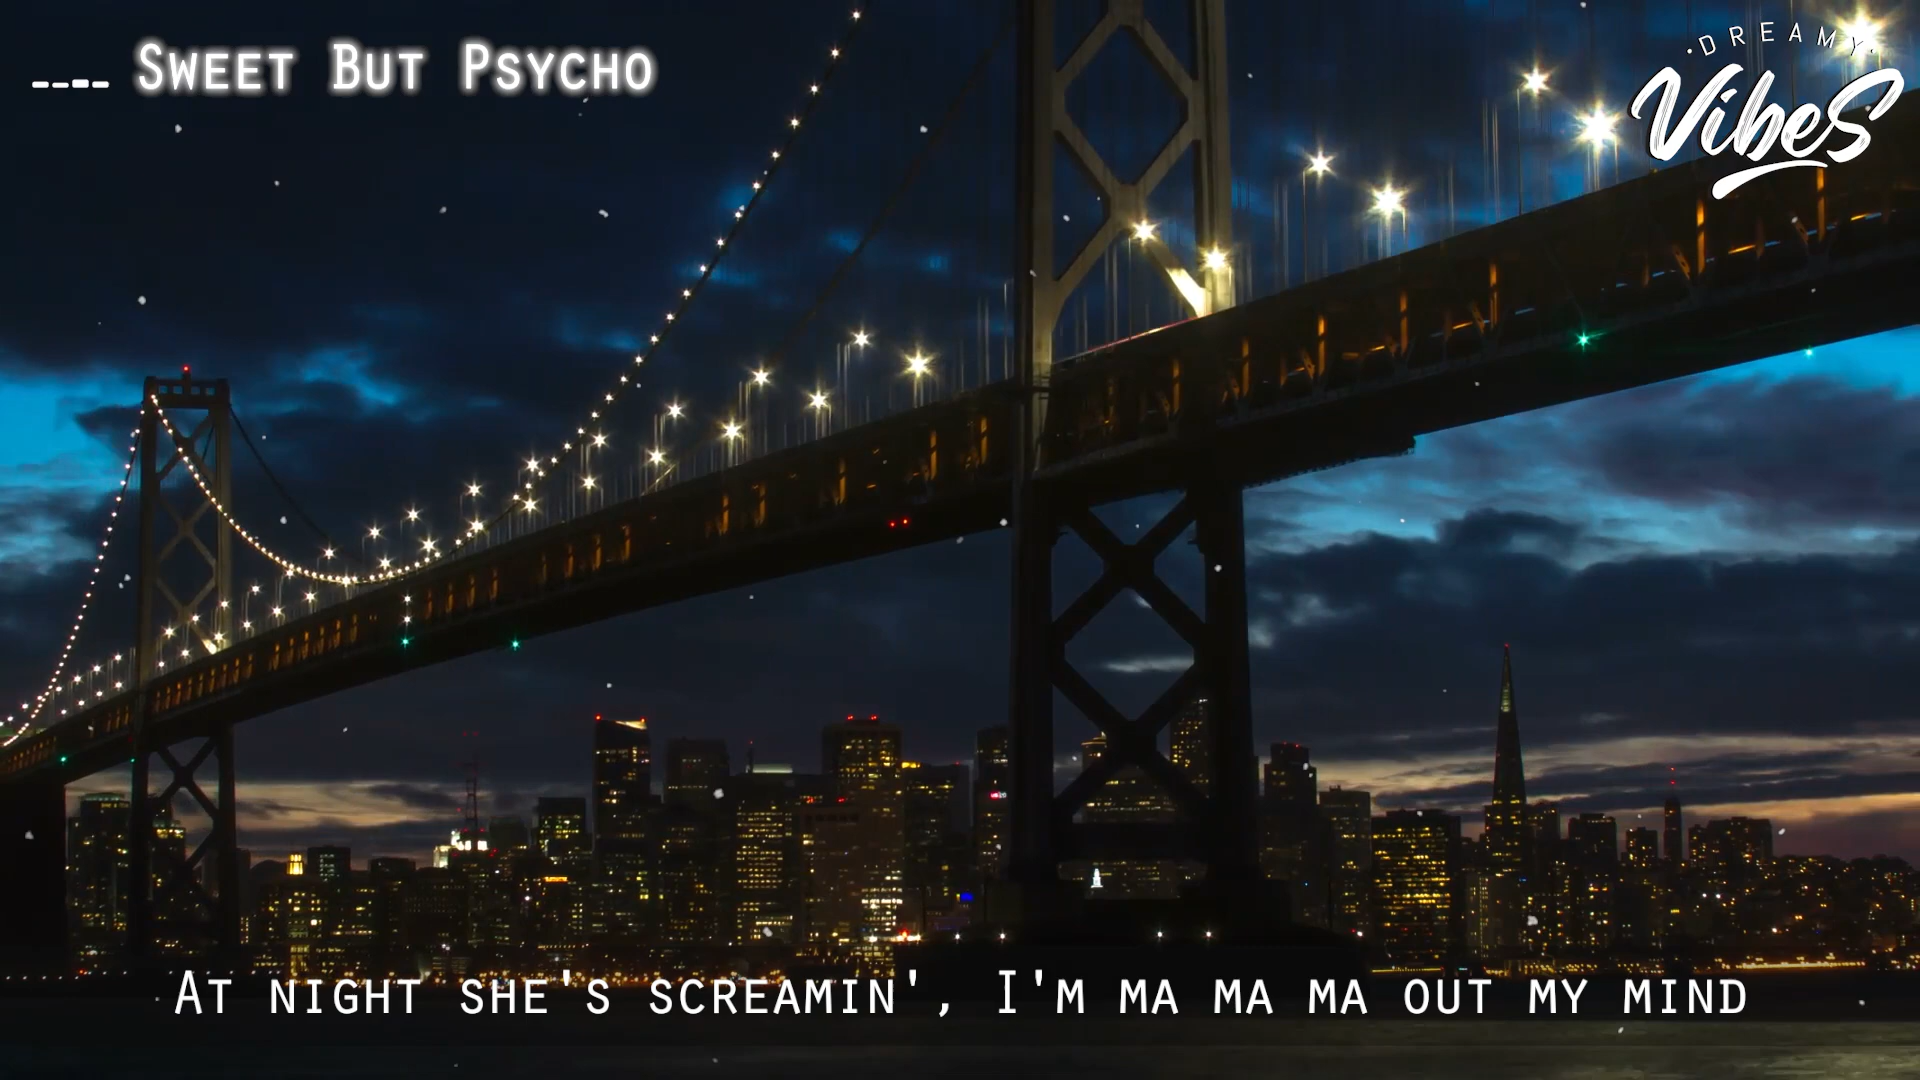 ---- Sweet But Psycho
·DREAMY·
Vibes
At night she's screamin', I'm ma ma ma out my mind